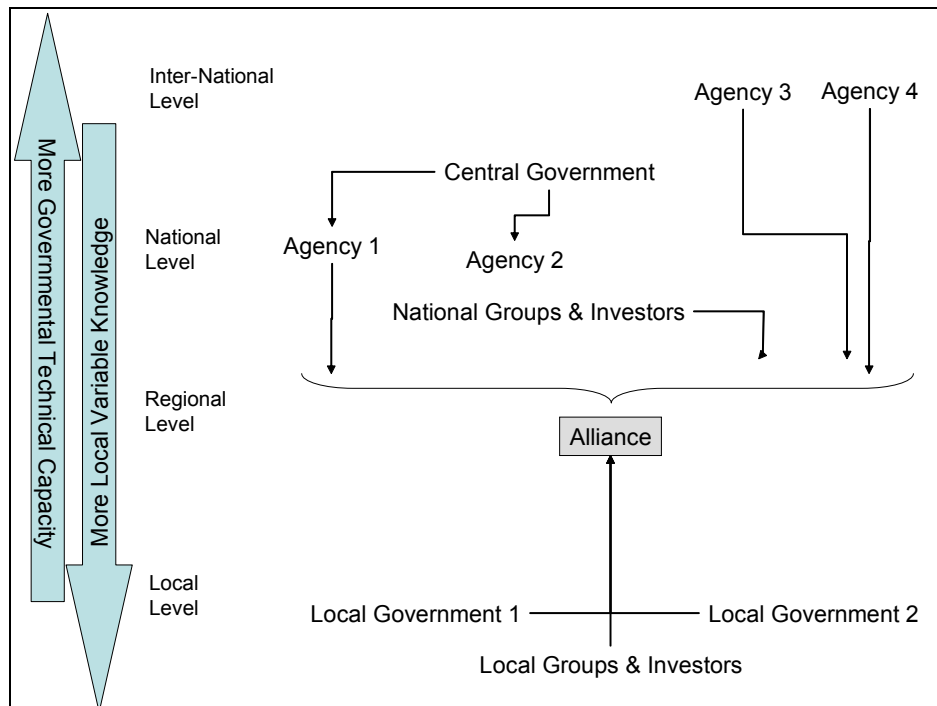 Inter-National
Level
Agency 3
Agency 4
Central Government
National
Level
Agency 1
Agency 2
National Groups & Investors
More Governmental Technical Capacity
More Local Variable Knowledge
Regional
Level
Alliance
Local
Level
Local Government 1
Local Government 2
Local Groups & Investors